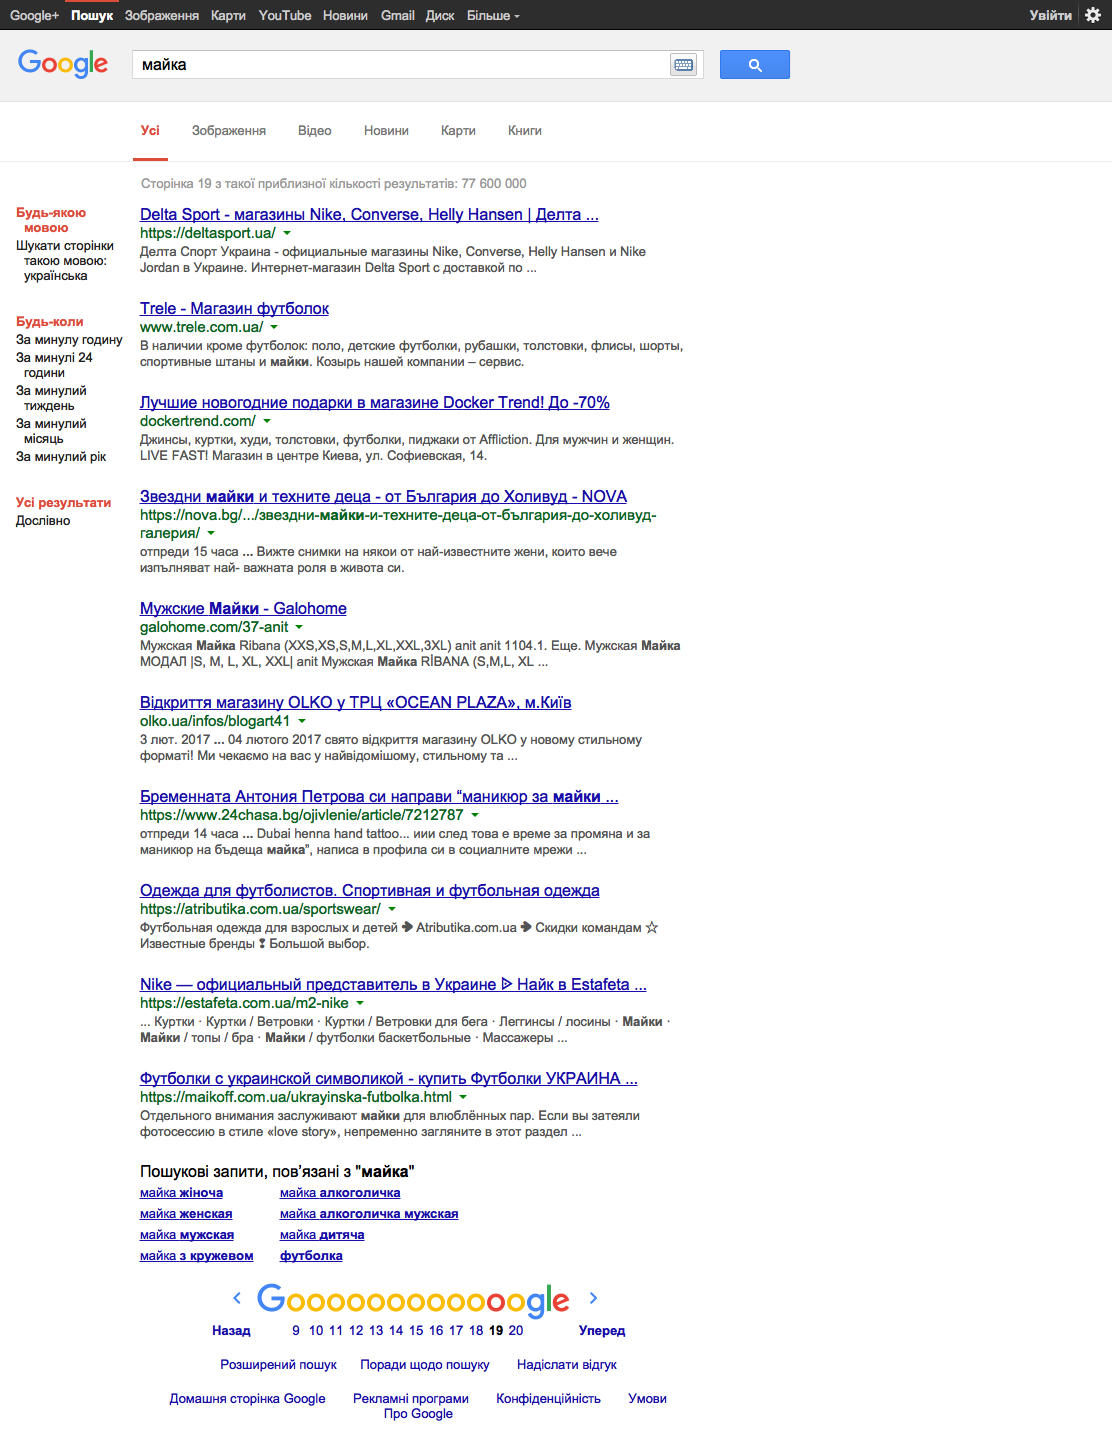 Google+ Пошук Зображення Карти YouTube Новини Gmail Диск Більше Увійти
Google майка
Усі Зображення Відео Новини Карти Книги
Сторінка 19 з такої приблизної кількості результатів: 77 600 000
Будь-якою
мовою
Шукати сторінки
такою мовою:
українська
Будь-коли
За минулу годину
За минулі 24
години
За минулий
тиждень
За минулий
місяць
За минулий рік
Усі результати
Дослівно
Delta Sport - магазины Nike, Converse, Helly Hansen | Делта ...
https://deltasport.ua/
Делта Спорт Украина - официальные магазины Nike, Converse, Helly Hansen и Nike
Jordan в Украине. Интернет-магазин Delta Sport с доставкой по ...
Trele - Магазин футболок
www.trele.com.ua/
В наличии кроме футболок: поло, детские футболки, рубашки, толстовки, флисы, шорты,
спортивные штаны и майки. Козырь нашей компании – сервис.
Лучшие новогодние подарки в магазине Docker Trend! До -70%
dockertrend.com/
Джинсы, куртки, худи, толстовки, футболки, пиджаки от Affliction. Для мужчин и женщин.
LIVE FAST! Магазин в центре Киева, ул. Софиевская, 14.
Звездни майки и техните деца - от България до Холивуд - NOVA
https://nova.bg/.../звездни-майки-и-техните-деца-от-българия-до-холивуд-
галерия/
отпреди 15 часа ... Вижте снимки на някои от най-известните жени, които вече
изпълняват най- важната роля в живота си.
Мужские Майки - Galohome
galohome.com/37-anit
Мужская Майка Ribana (XXS,XS,S,M,L,XL,XXL,3XL) anit anit 1104.1. Еще. Мужская Майка
МОДАЛ |S, M, L, XL, XXL| anit Мужская Майка RİBANA (S,M,L, XL ...
Відкриття магазину OLKO у ТРЦ «OCEAN PLAZA», м.Київ
olko.ua/infos/blogart41
3 лют. 2017 ... 04 лютого 2017 свято відкриття магазину OLKO у новому стильному
форматі! Ми чекаємо на вас у найвідомішому, стильному та ...
Бременната Антония Петрова си направи “маникюр за майки ...
https://www.24chasa.bg/ojivlenie/article/7212787
отпреди 14 часа ... Dubai henna hand tattoo... иии след това е време за промяна и за
маникюр на бъдеща майка”, написа в профила си в социалните мрежи ...
Одежда для футболистов. Спортивная и футбольная одежда
https://atributika.com.ua/sportswear/
Футбольная одежда для взрослых и детей 🢂 Atributika.com.ua 🢂 Скидки командам ☆
Известные бренды ❢ Большой выбор.
Nike — официальный представитель в Украине ᐉ Найк в Estafeta ...
https://estafeta.com.ua/m2-nike
... Куртки · Куртки / Ветровки · Куртки / Ветровки для бега · Леггинсы / лосины · Майки ·
Майки / топы / бра · Майки / футболки баскетбольные · Массажеры ...
Футболки с украинской символикой - купить Футболки УКРАИНА ...
https://maikoff.com.ua/ukrayinska-futbolka.html
Отдельного внимания заслуживают майки для влюблённых пар. Если вы затеяли
фотосессию в стиле «love story», непременно загляните в этот раздел ...
Пошукові запити, пов’язані з "майка"
майка жіноча майка алкоголичка
майка женская майка алкоголичка мужская
майка мужская майка дитяча
майка з кружевом футболка
Goooooooooooogle
Назад 9 10 11 12 13 14 15 16 17 18 19 20 Уперед
Розширений пошук Поради щодо пошуку Надіслати відгук
Домашня сторінка Google Рекламні програми Конфіденційність Умови
Про Google